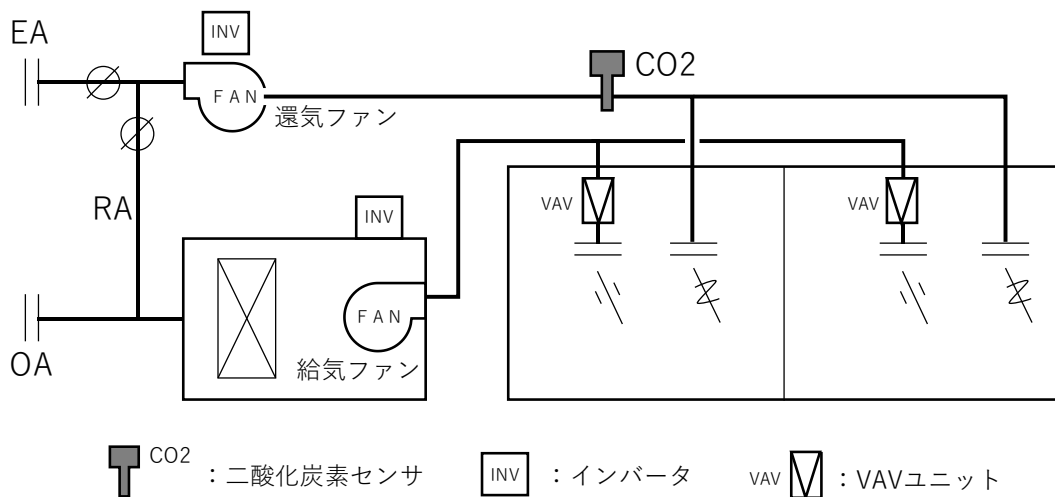 EA
INV
FAN
還気ファン
CO2
RA
VAV
VAV
INV
FAN
給気ファン
OA
CO2
：二酸化炭素センサ
INV
：インバータ
VAV
：VAVユニット